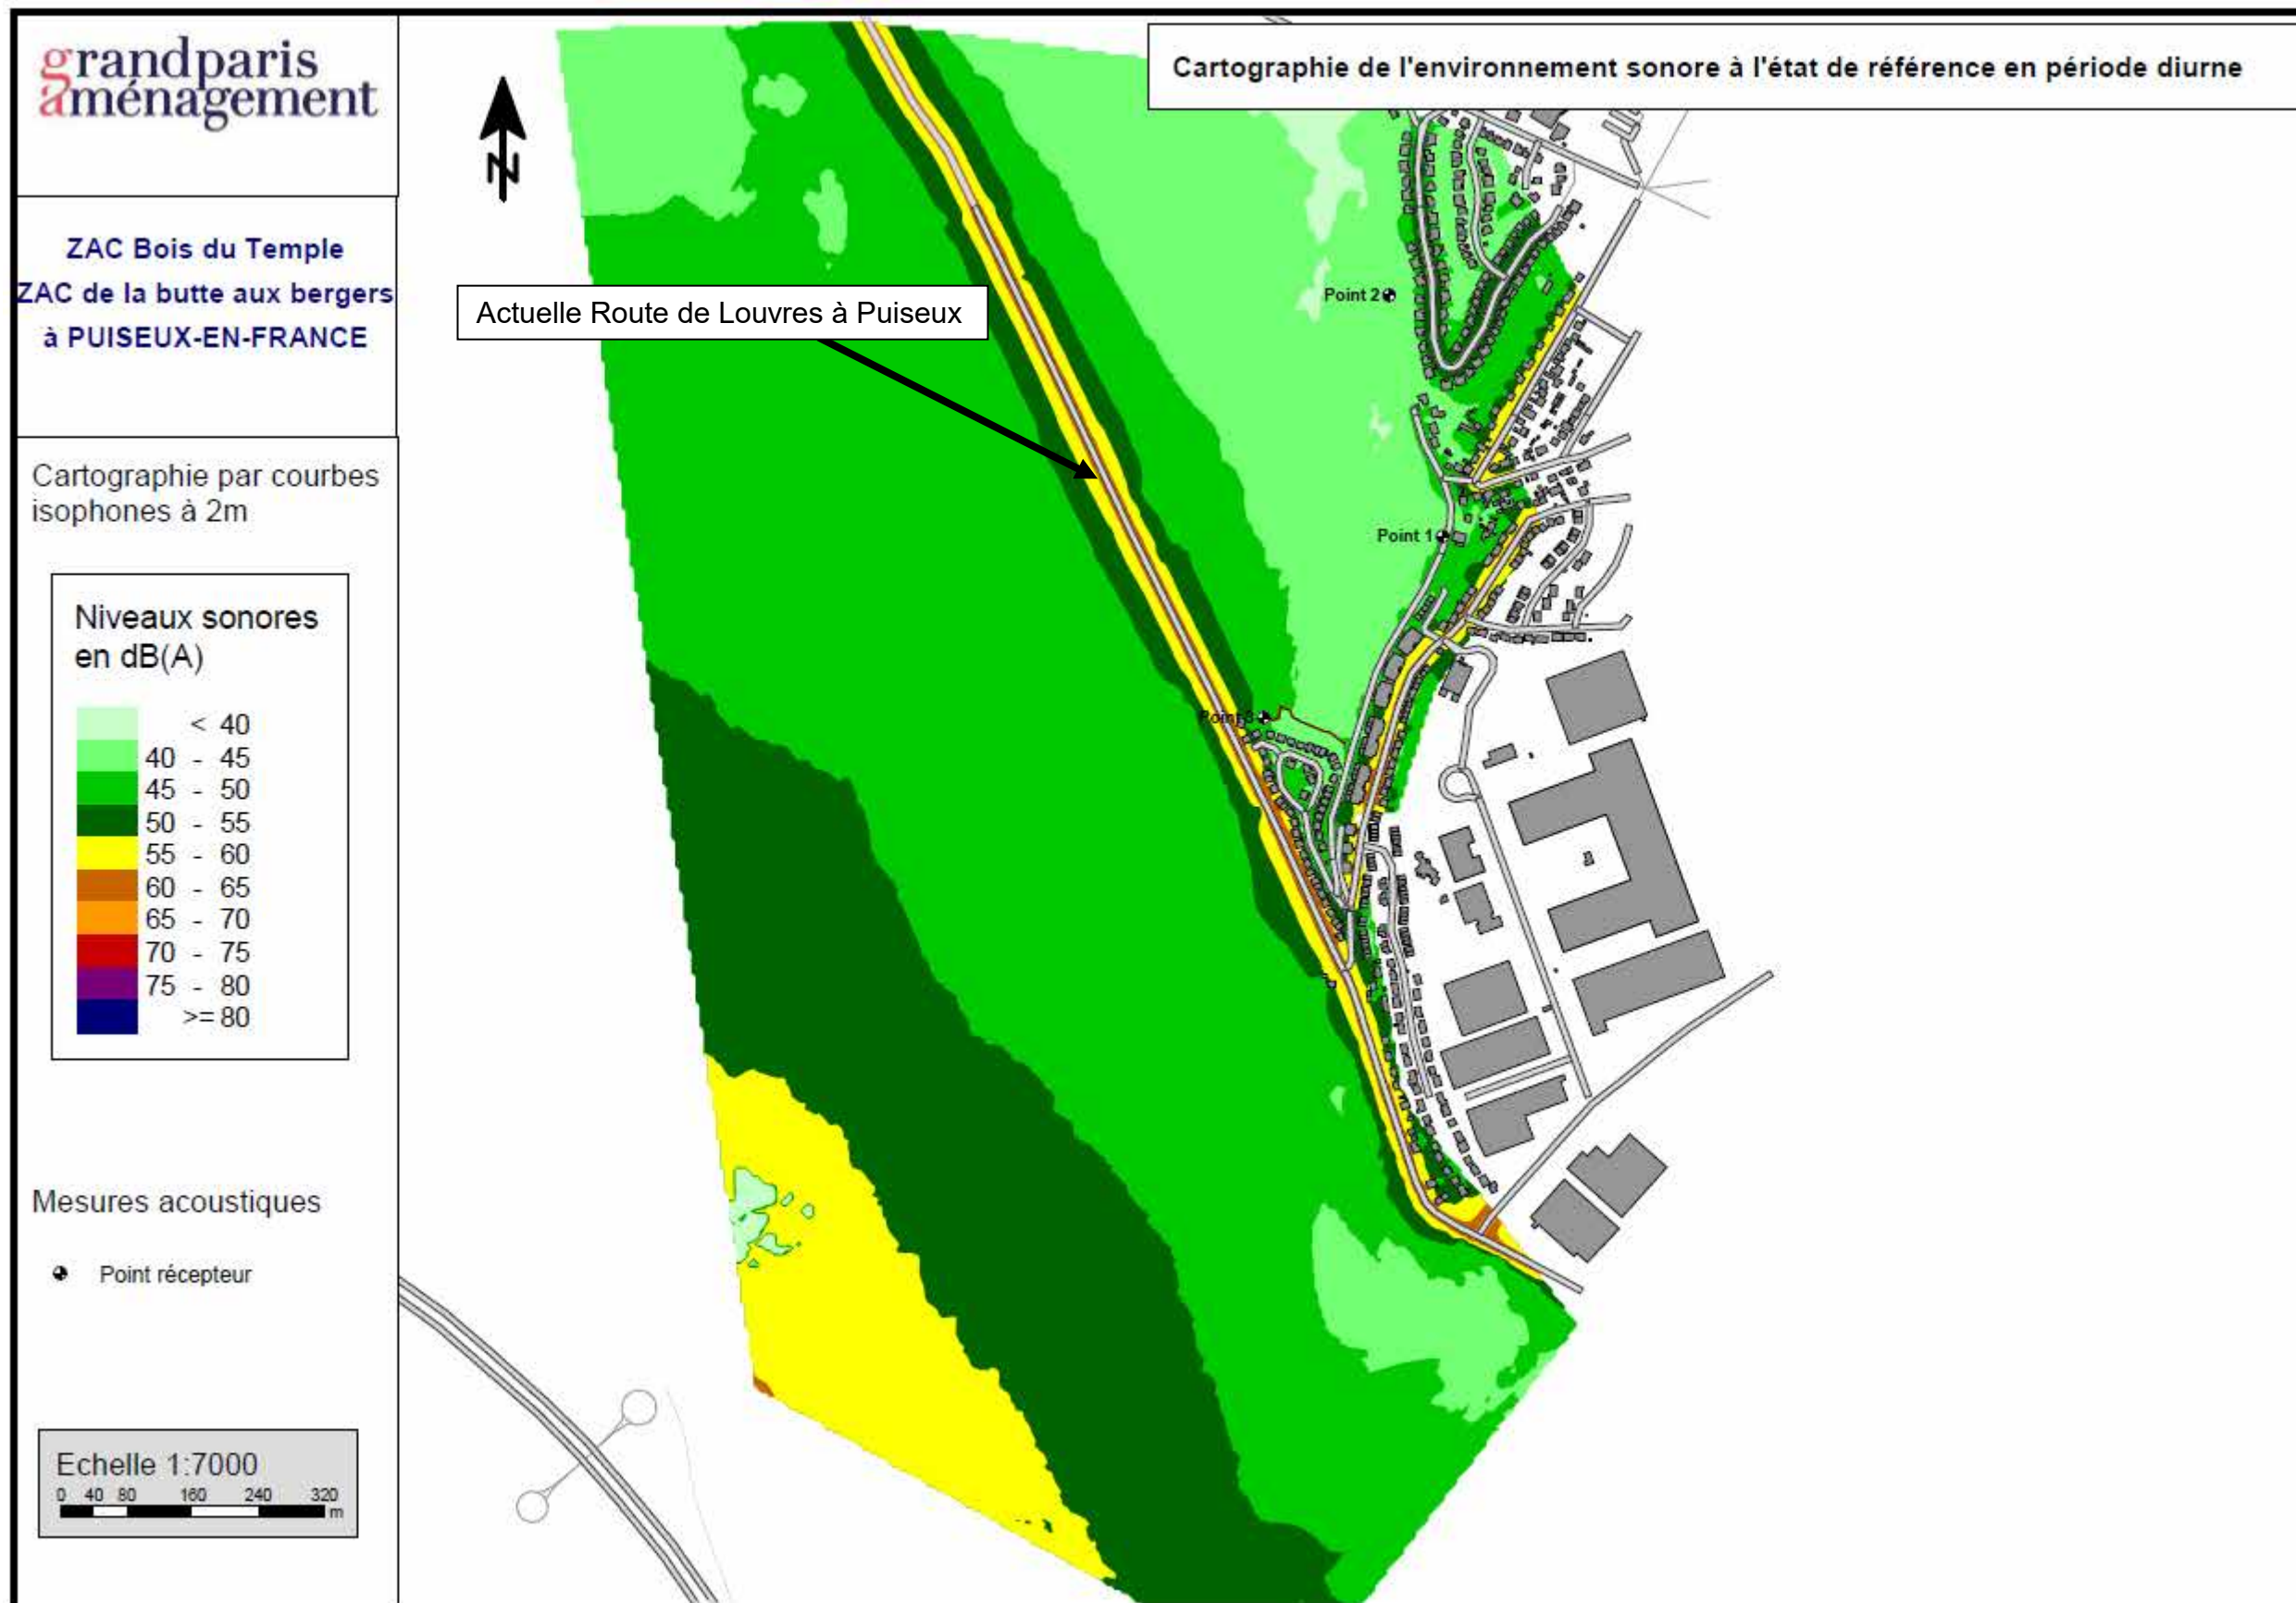 grandparis
aménagement
Cartographie de l'environnement sonore à l'état de référence en période diurne
N
ZAC Bois du Temple
ZAC de la butte aux bergers
à PUISEUX-EN-FRANCE
Actuelle Route de Louvres à Puiseux
Point 2
Point 1
Point 3
Cartographie par courbes
isophones à 2m
Niveaux sonores
en dB(A)
< 40
40 - 45
45 - 50
50 - 55
55 - 60
60 - 65
65 - 70
70 - 75
75 - 80
>= 80
Mesures acoustiques
Point récepteur
Echelle 1:7000
0 40 80 160 240 320
m